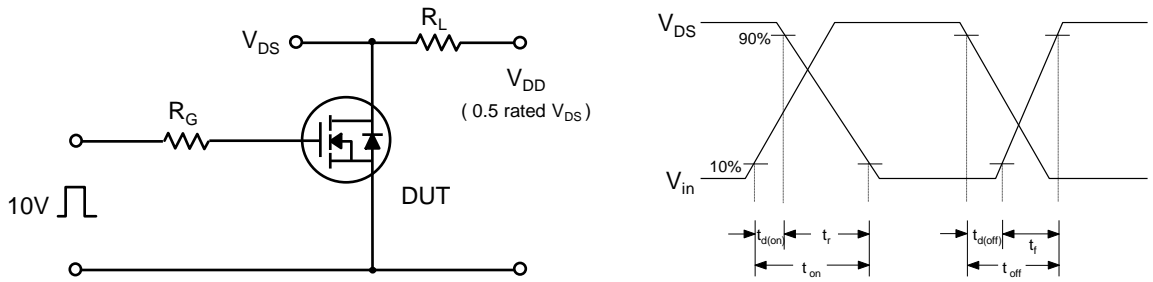 R_L
V_DS
V_DD
( 0.5 rated V_DS )
R_G
10V
DUT
V_DS
90%
10%
V_in
t_d(on) t_r t_d(off) t_f
t_on t_off